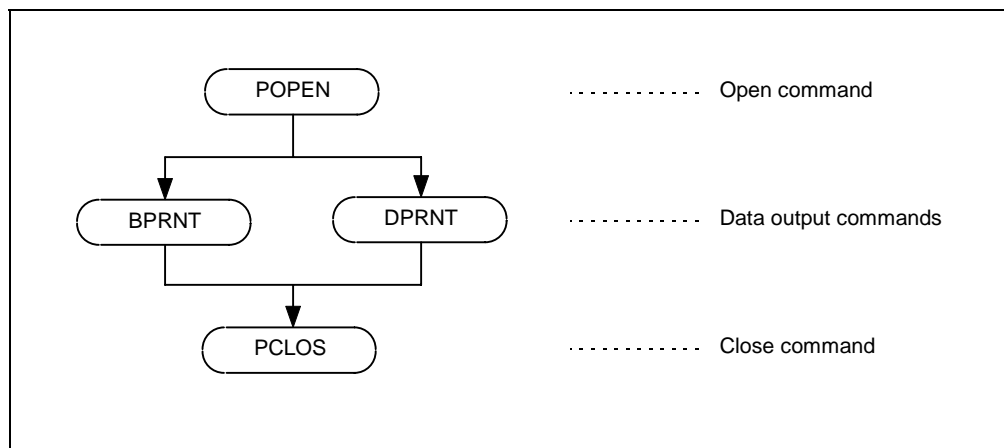 POPEN
Open command
BPRNT
DPRNT
Data output commands
PCLOS
Close command